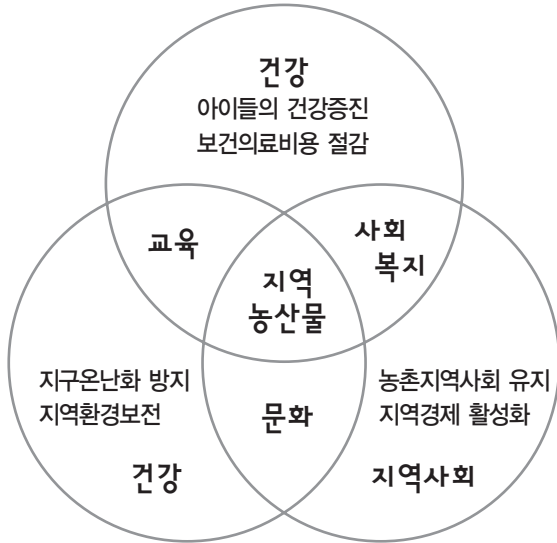 건강
아이들의 건강증진
보건의료비용 절감
교육
사회
복지
지역
농산물
지구온난화 방지
지역환경보전
건강
문화
농촌지역사회 유지
지역경제 활성화
지역사회